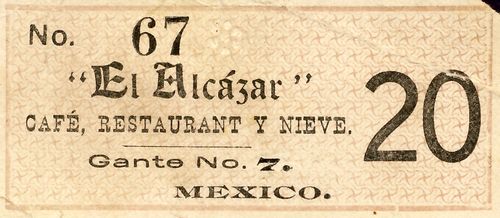 No. 67
"El Alcázar"
CAFÉ, RESTAURANT Y NIEVE.
Gante No. 7.
MEXICO.
20